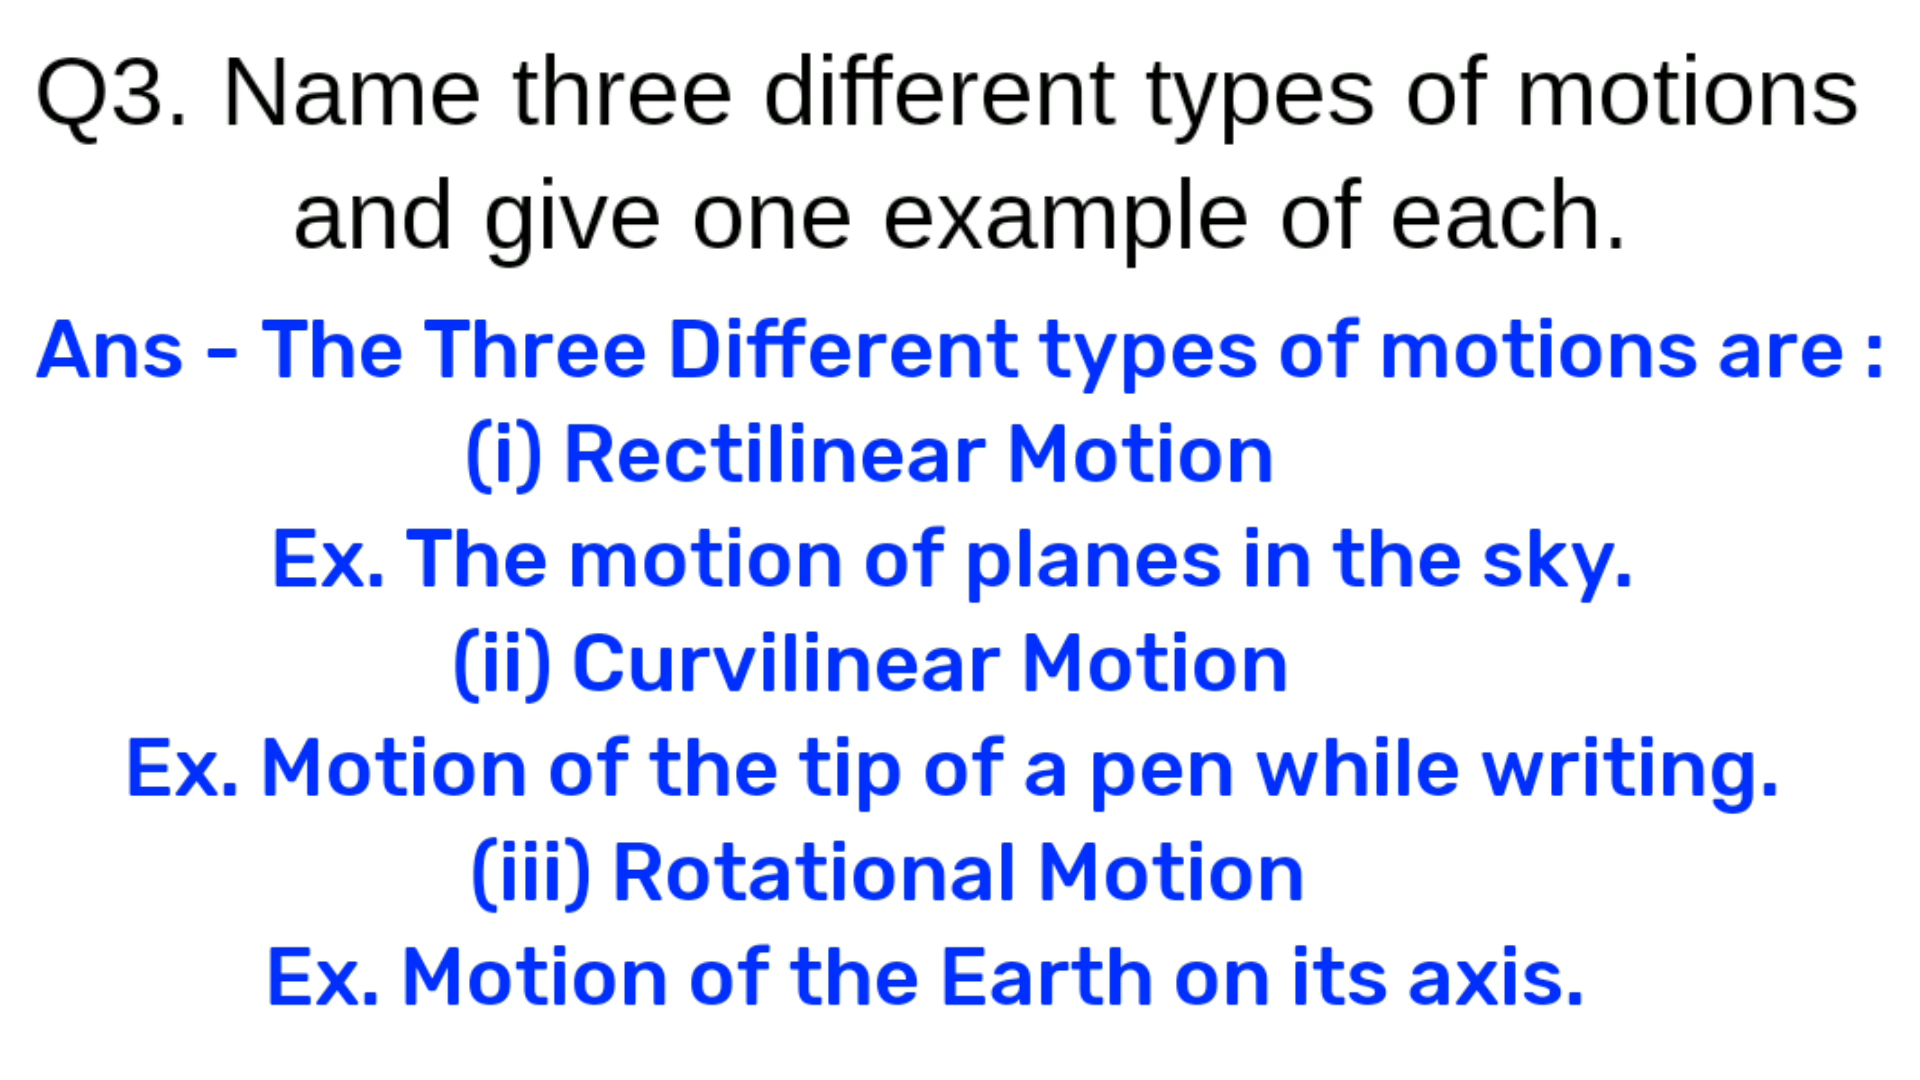 Q3. Name three different types of motions
and give one example of each.
Ans - The Three Different types of motions are :
(i) Rectilinear Motion
Ex. The motion of planes in the sky.
(ii) Curvilinear Motion
Ex. Motion of the tip of a pen while writing.
(iii) Rotational Motion
Ex. Motion of the Earth on its axis.